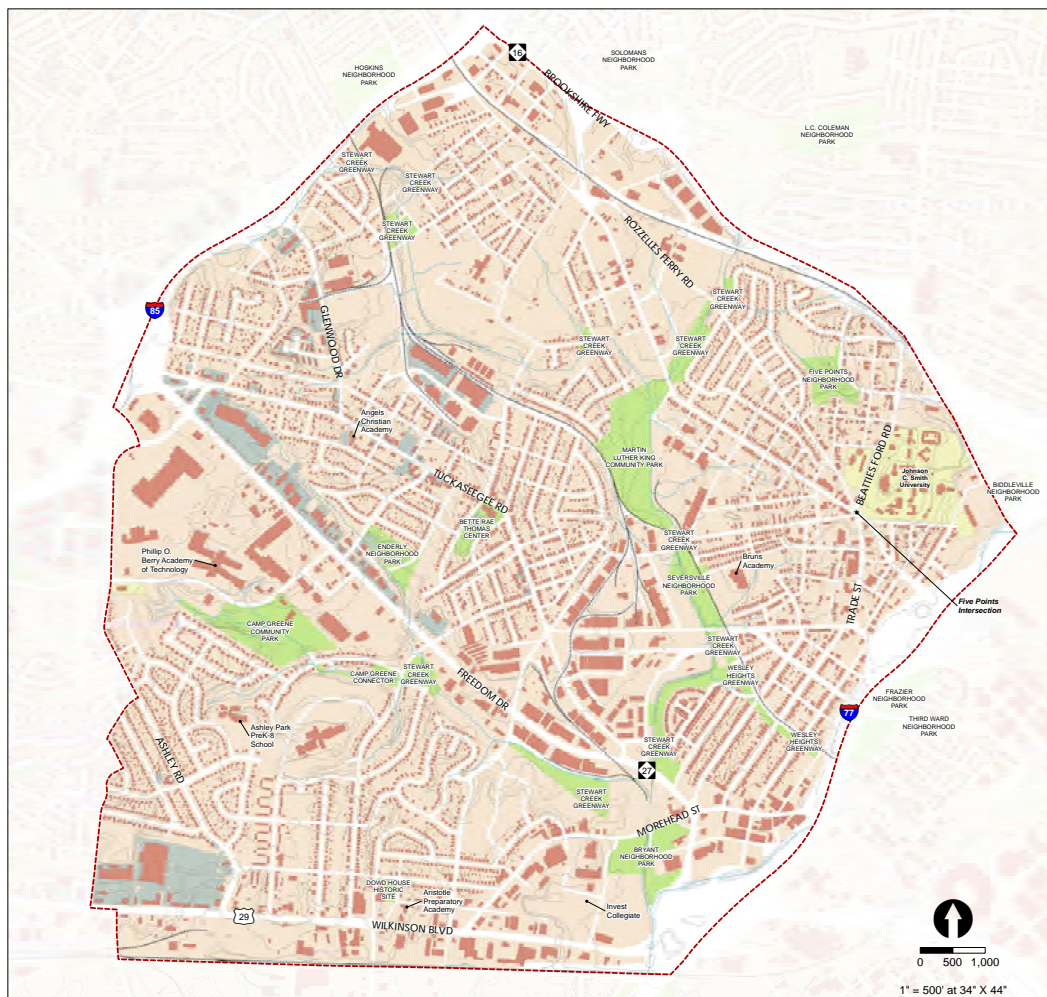 16
SOLOMANS
NEIGHBORHOOD
PARK
HOSKINS
NEIGHBORHOOD
PARK
BROOKSHIRE FWY
L.C. COLEMAN
NEIGHBORHOOD
PARK
STEWART
CREEK
GREENWAY
STEWART
CREEK
GREENWAY
STEWART
CREEK
GREENWAY
ROZZELLES FERRY RD
STEWART
CREEK
GREENWAY
85
GLENWOOD DR
STEWART
CREEK
GREENWAY
STEWART
CREEK
GREENWAY
FIVE POINTS
NEIGHBORHOOD
PARK
Angels
Christian
Academy
MARTIN
LUTHER KING
COMMUNITY PARK
BEATTIES FORD RD
Johnson
C. Smith
University
BIDDLEVILLE
NEIGHBORHOOD
PARK
TUCKASEEGEE RD
BETTE RAE
THOMAS
CENTER
ENDERLY
NEIGHBORHOOD
PARK
Phillip O.
Berry Academy
of Technology
STEWART
CREEK
GREENWAY
Bruns
Academy
SEVERSVILLE
NEIGHBORHOOD
PARK
TRADE ST
Five Points
Intersection
CAMP GREENE
COMMUNITY
PARK
STEWART
CREEK
GREENWAY
WESLEY
HEIGHTS
GREENWAY
CAMP GREENE
CONNECTOR
STEWART
CREEK
GREENWAY
FREEDOM DR
FRAZIER
NEIGHBORHOOD
PARK
77
THIRD WARD
NEIGHBORHOOD
PARK
Ashley Park
PreK-8
School
ASHLEY RD
STEWART
CREEK
GREENWAY
WESLEY
HEIGHTS
GREENWAY
27
STEWART
CREEK
GREENWAY
MOREHEAD ST
BRYANT
NEIGHBORHOOD
PARK
DOWD HOUSE
HISTORIC
SITE
Aristotle
Preparatory
Academy
Invest
Collegiate
29
WILKINSON BLVD
0 500 1,000
1" = 500' at 34" X 44"